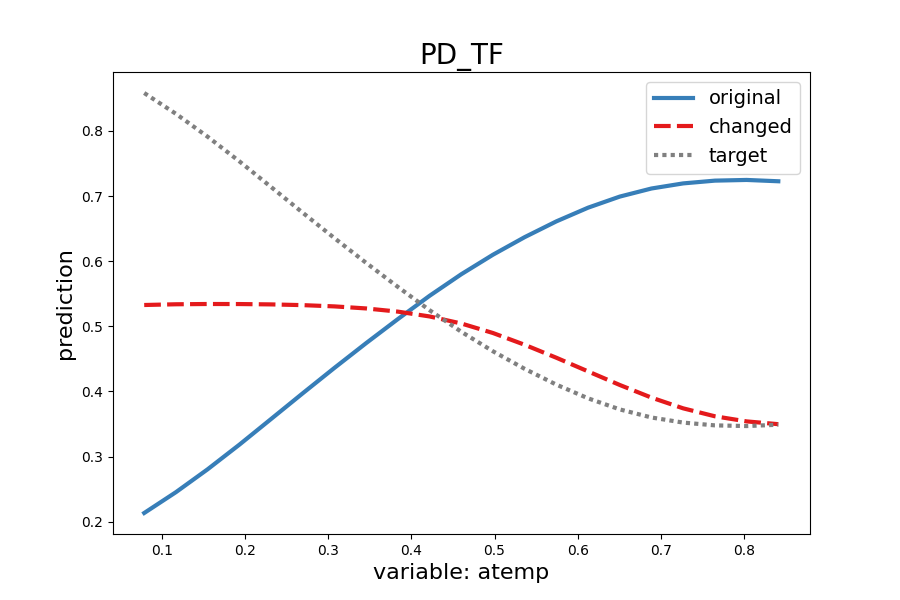 PD_TF
original
changed
target
prediction
0.8
0.7
0.6
0.5
0.4
0.3
0.2
0.1 0.2 0.3 0.4 0.5 0.6 0.7 0.8
variable: atemp